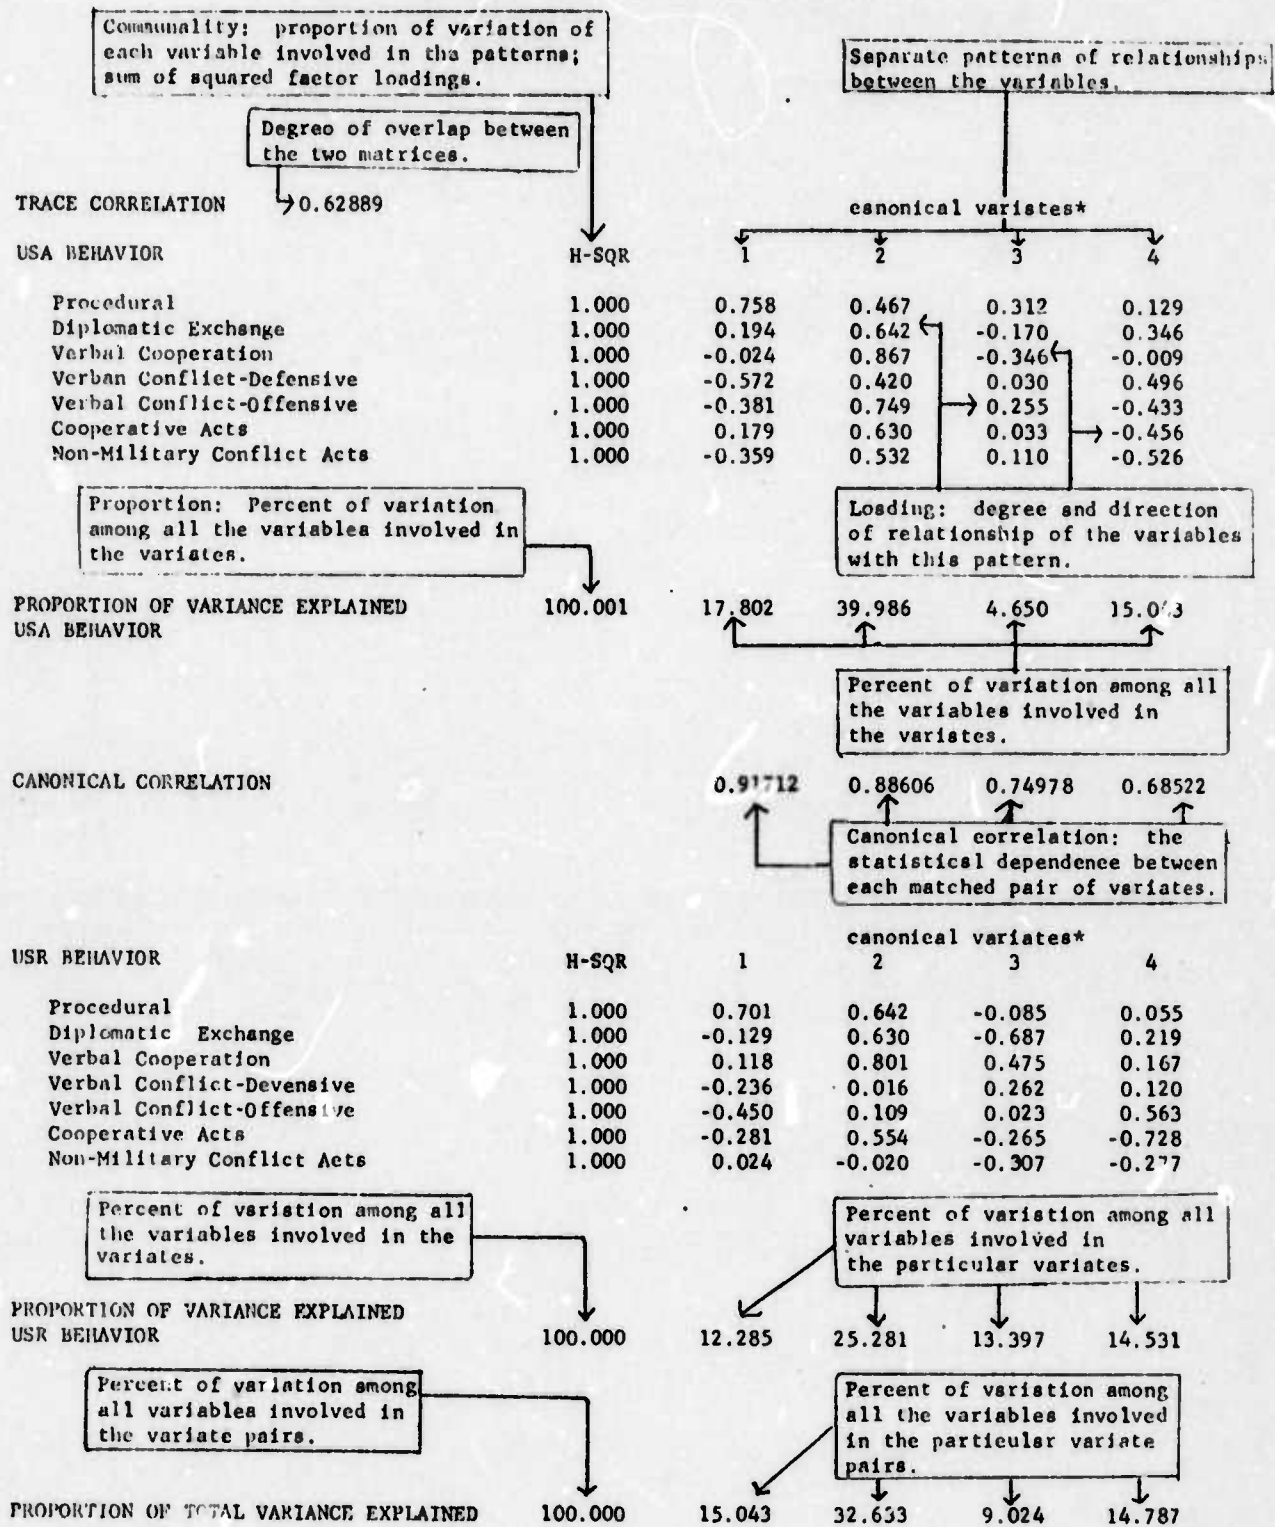 Communality: proportion of variation of
each variable involved in tha patterns;
sum of squared factor loadings.
Separate patterns of relationships
between the variables.
Degree of overlap between
the two matrices.
TRACE CORRELATION 0.62889
canonical variates*
USA BEHAVIOR H-SQR 1 2 3 4
Procedural 1.000 0.758 0.467 0.312 0.129
Diplomatic Exchange 1.000 0.194 0.642 -0.170 0.346
Verbal Cooperation 1.000 -0.024 0.867 -0.346 -0.009
Verban Conflict-Defensive 1.000 -0.572 0.420 0.030 0.496
Verbal Conflict-Offensive 1.000 -0.381 0.749 0.255 -0.433
Cooperative Acts 1.000 0.179 0.630 0.033 -0.456
Non-Military Conflict Acts 1.000 -0.359 0.532 0.110 -0.526
Proportion: Percent of variation
among all the variables involved in
the variates.
Loading: degree and direction
of relationship of the variables
with this pattern.
PROPORTION OF VARIANCE EXPLAINED 100.001 17.802 39.986 4.650
USA BEHAVIOR
Percent of variation among all
the variables involved in
the variates.
CANONICAL CORRELATION 0.91712 0.88606 0.74978 0.68522
Canonical correlation: the
statistical dependence between
each matched pair of variates.
canonical variates*
USR BEHAVIOR H-SQR 1 2 3 4
Procedural 1.000 0.701 0.642 -0.085 0.055
Diplomatic Exchange 1.000 -0.129 0.630 -0.687 0.219
Verbal Cooperation 1.000 0.118 0.801 0.475 0.167
Verbal Conflict-Devensive 1.000 -0.236 0.016 0.262 0.120
Verbal Conflict-Offensive 1.000 -0.450 0.109 0.023 0.563
Cooperative Acts 1.000 -0.281 0.554 -0.265 -0.728
Non-Military Conflict Acts 1.000 0.024 -0.020 -0.307
Percent of variation among all
the variables involved in the
variates.
Percent of variation among all
variables involved in
the particular variates.
PROPORTION OF VARIANCE EXPLAINED
USR BEHAVIOR 100.000 12.285 25.281 13.397 14.531
Percent of variation among
all variables involved in
the variate pairs.
Percent of variation among
all the variables involved
in the particular variate
pairs.
PROPORTION OF TOTAL VARIANCE EXPLAINED 100.000 15.043 32.633 9.024 14.787